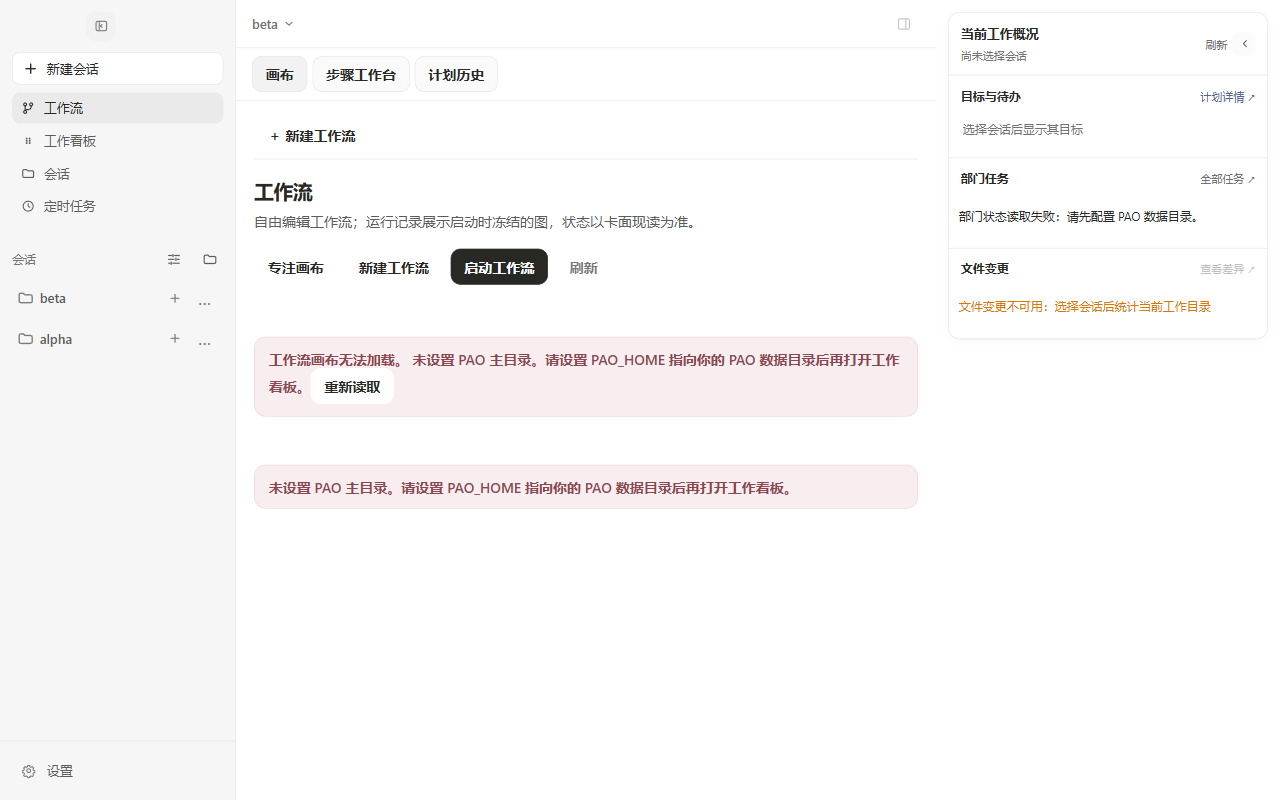 新建会话
工作流
工作看板
会话
定时任务
会话
beta
alpha
设置
beta
画布 步骤工作台 计划历史
+ 新建工作流
工作流
自由编辑工作流；运行记录展示启动时冻结的图，状态以卡面现读为准。
专注画布 新建工作流 启动工作流 刷新
工作流画布无法加载。 未设置 PAO 主目录。请设置 PAO_HOME 指向你的 PAO 数据目录后再打开工作
看板。 重新读取
未设置 PAO 主目录。请设置 PAO_HOME 指向你的 PAO 数据目录后再打开工作看板。
当前工作概况
尚未选择会话
刷新
目标与待办 计划详情 ↗
选择会话后显示其目标
部门任务 全部任务 ↗
部门状态读取失败：请先配置 PAO 数据目录。
文件变更 查看差异 ↗
文件变更不可用：选择会话后统计当前工作目录